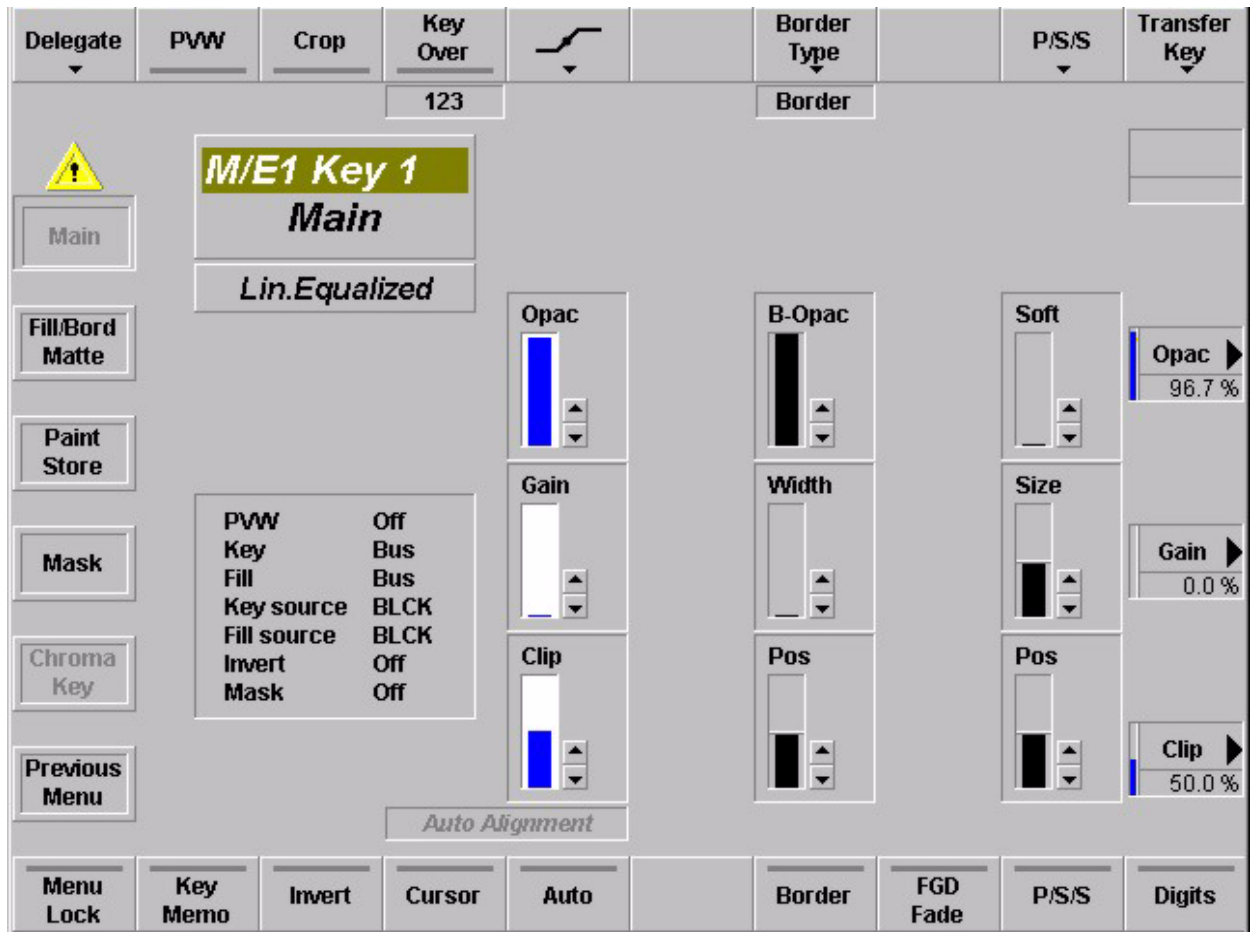 Delegate
PVW
Crop
Key
Over
Border
Type
P/S/S
Transfer
Key
123
Border
M/E1 Key 1
Main
Main
Lin.Equalized
Fill/Bord
Matte
Paint
Store
Mask
Chroma
Key
Previous
Menu
PVW Off
Key Bus
Fill Bus
Key source BLCK
Fill source BLCK
Invert Off
Mask Off
Opac
B-Opac
Soft
Opac
96.7 %
Gain
Width
Size
Gain
0.0 %
Clip
Pos
Pos
Clip
50.0 %
Auto Alignment
Menu
Lock
Key
Memo
Invert
Cursor
Auto
Border
FGD
Fade
P/S/S
Digits